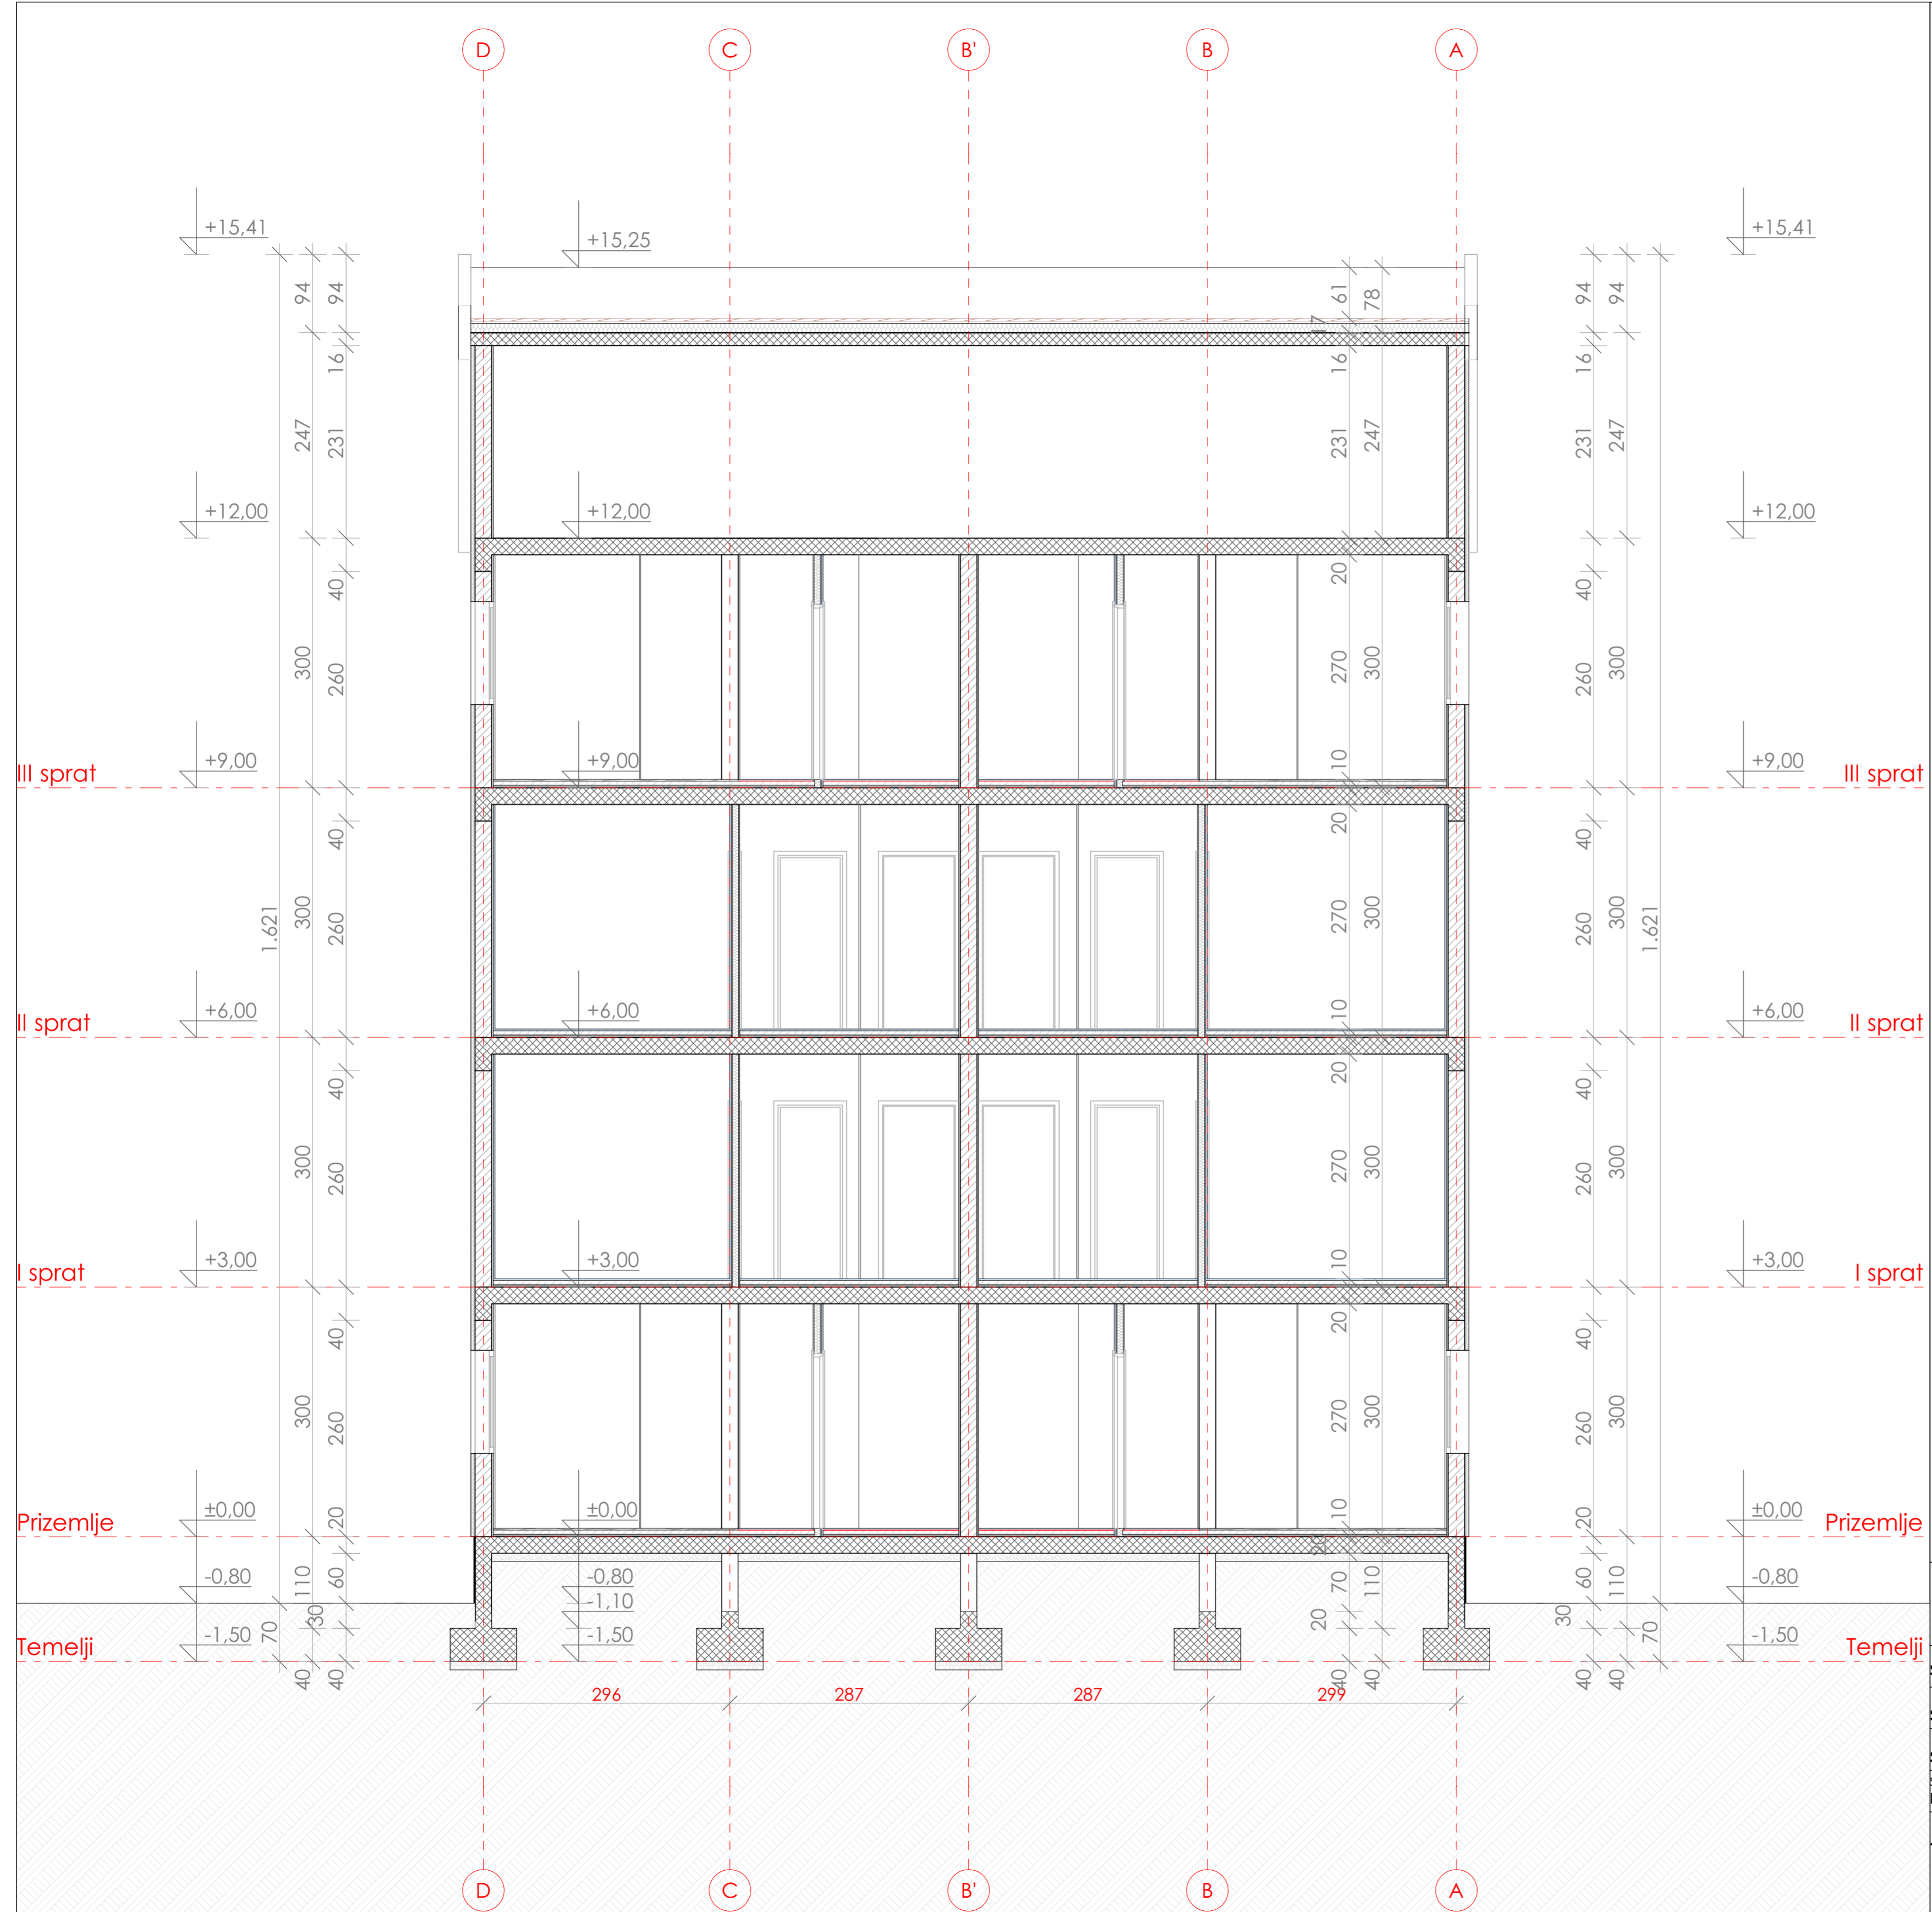 D C B' B A
+15,41 +15,25 +15,41
94 94 61 78 94 94
17
16 16 16
247 231 231 247 231 247
+12,00 +12,00 +12,00
40 20 40
300 260 270 300 260 300
+9,00 +9,00 10 +9,00
III sprat III sprat
40 20 40
1.621 300 260 270 300 260 300 1.621
+6,00 +6,00 10 +6,00
II sprat II sprat
40 20 40
300 260 270 300 260 300
+3,00 +3,00 10 +3,00
I sprat I sprat
40 20 40
300 260 270 300 260 300
±0,00 20 ±0,00 10 20 ±0,00
Prizemlje Prizemlje
20
-0,80 110 60 -0,80 70 110 60 110 -0,80
-1,10
70 30 20 30 70
-1,50 -1,50 -1,50
Temelji Temelji
40 40 40 40 40 40
296 287 287 299
D C B' B A